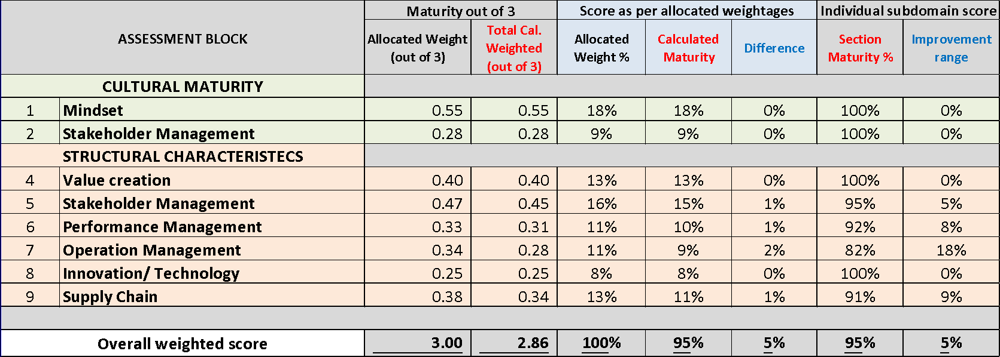 ASSESSMENT BLOCK
Maturity out of 3
Score as per allocated weightages
Individual subdomain score
Allocated Weight
(out of 3)
Total Cal.
Weighted
(out of 3)
Allocated
Weight %
Calculated
Maturity
Difference
Section
Maturity %
Improvement
range
CULTURAL MATURITY
1 Mindset 0.55 0.55 18% 18% 0% 100% 0%
2 Stakeholder Management 0.28 0.28 9% 9% 0% 100% 0%
STRUCTURAL CHARACTERISTECS
4 Value creation 0.40 0.40 13% 13% 0% 100% 0%
5 Stakeholder Management 0.47 0.45 16% 15% 1% 95% 5%
6 Performance Management 0.33 0.31 11% 10% 1% 92% 8%
7 Operation Management 0.34 0.28 11% 9% 2% 82% 18%
8 Innovation/ Technology 0.25 0.25 8% 8% 0% 100% 0%
9 Supply Chain 0.38 0.34 13% 11% 1% 91% 9%
Overall weighted score 3.00 2.86 100% 95% 5% 95% 5%